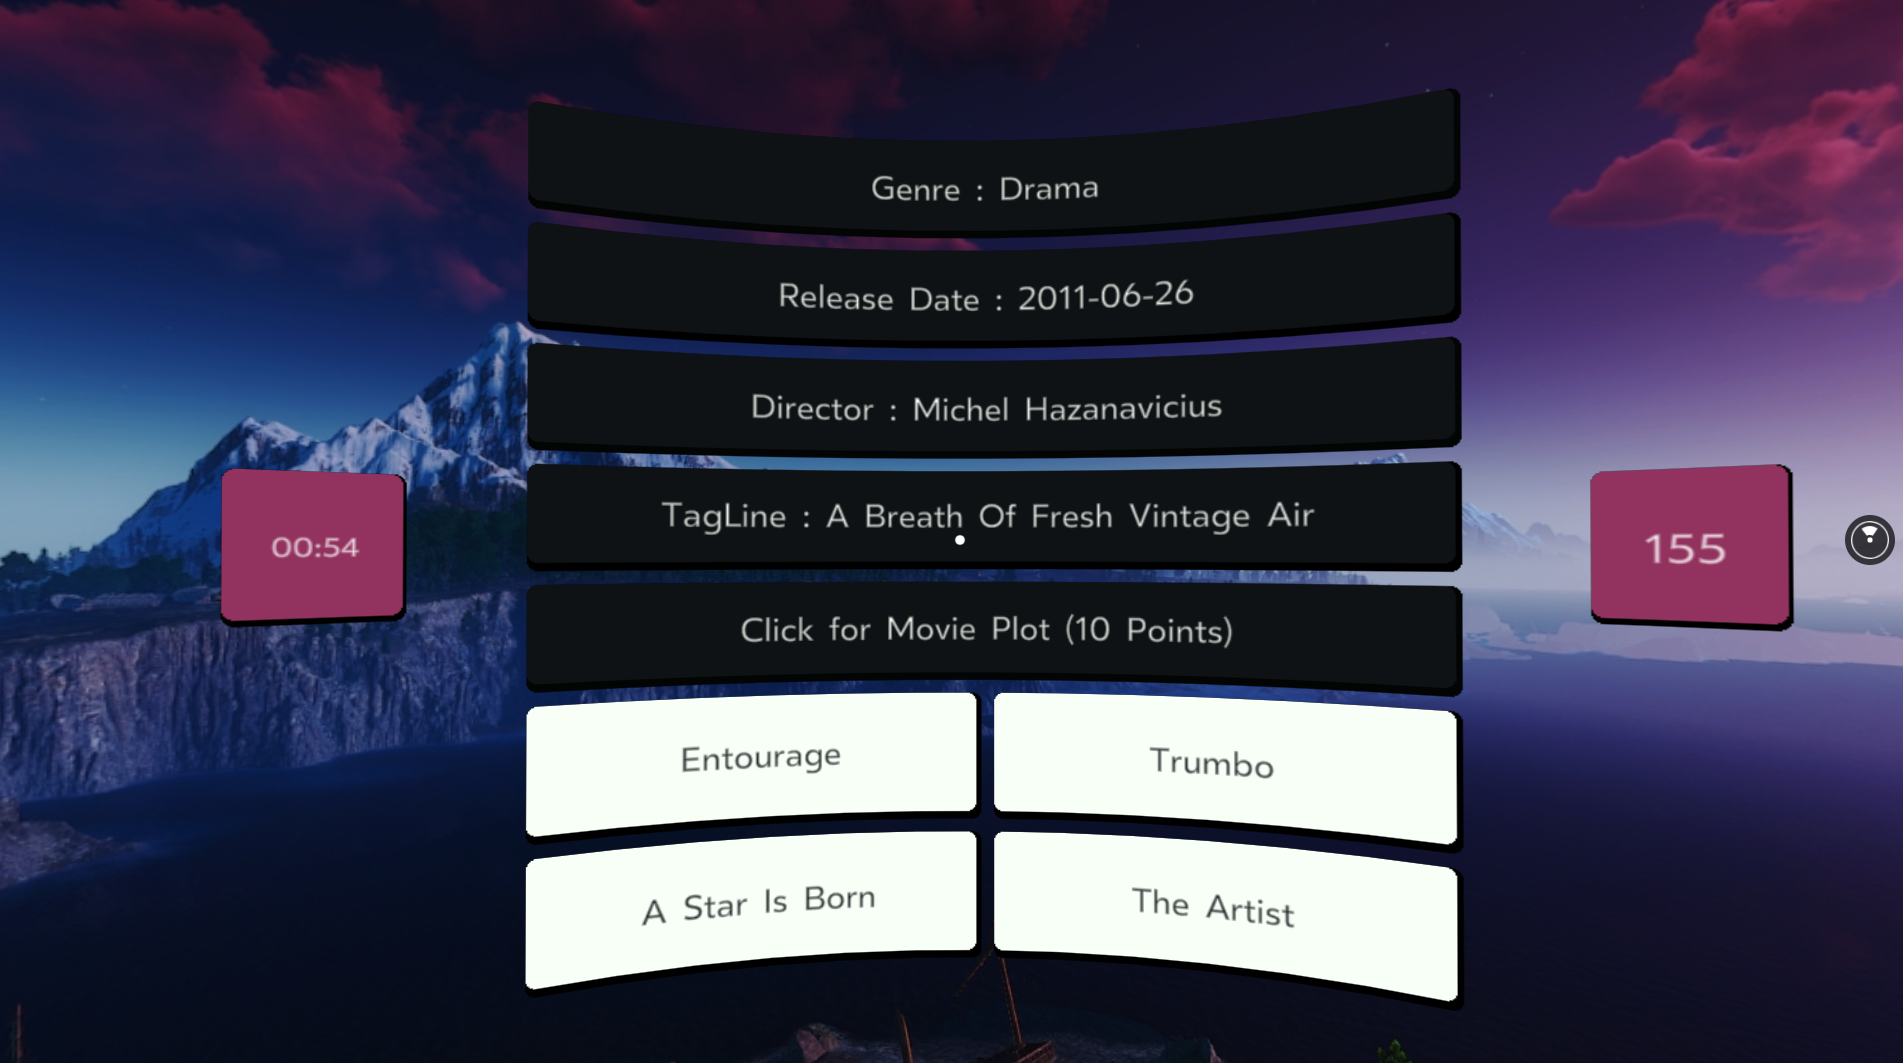 Genre : Drama
Release Date : 2011-06-26
Director : Michel Hazanavicius
TagLine : A Breath Of Fresh Vintage Air
00:54
155
Click for Movie Plot (10 Points)
Entourage
Trumbo
A Star Is Born
The Artist